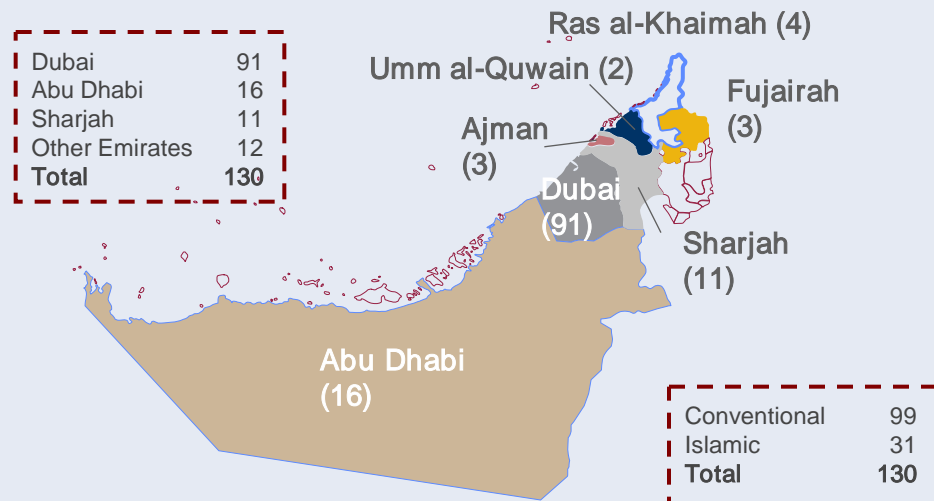 Ras al-Khaimah (4)
Dubai 91
Abu Dhabi 16
Sharjah 11
Other Emirates 12
Total 130
Umm al-Quwain (2)
Fujairah
(3)
Ajman
(3)
Dubai
(91)
Sharjah
(11)
Abu Dhabi
(16)
Conventional 99
Islamic 31
Total 130